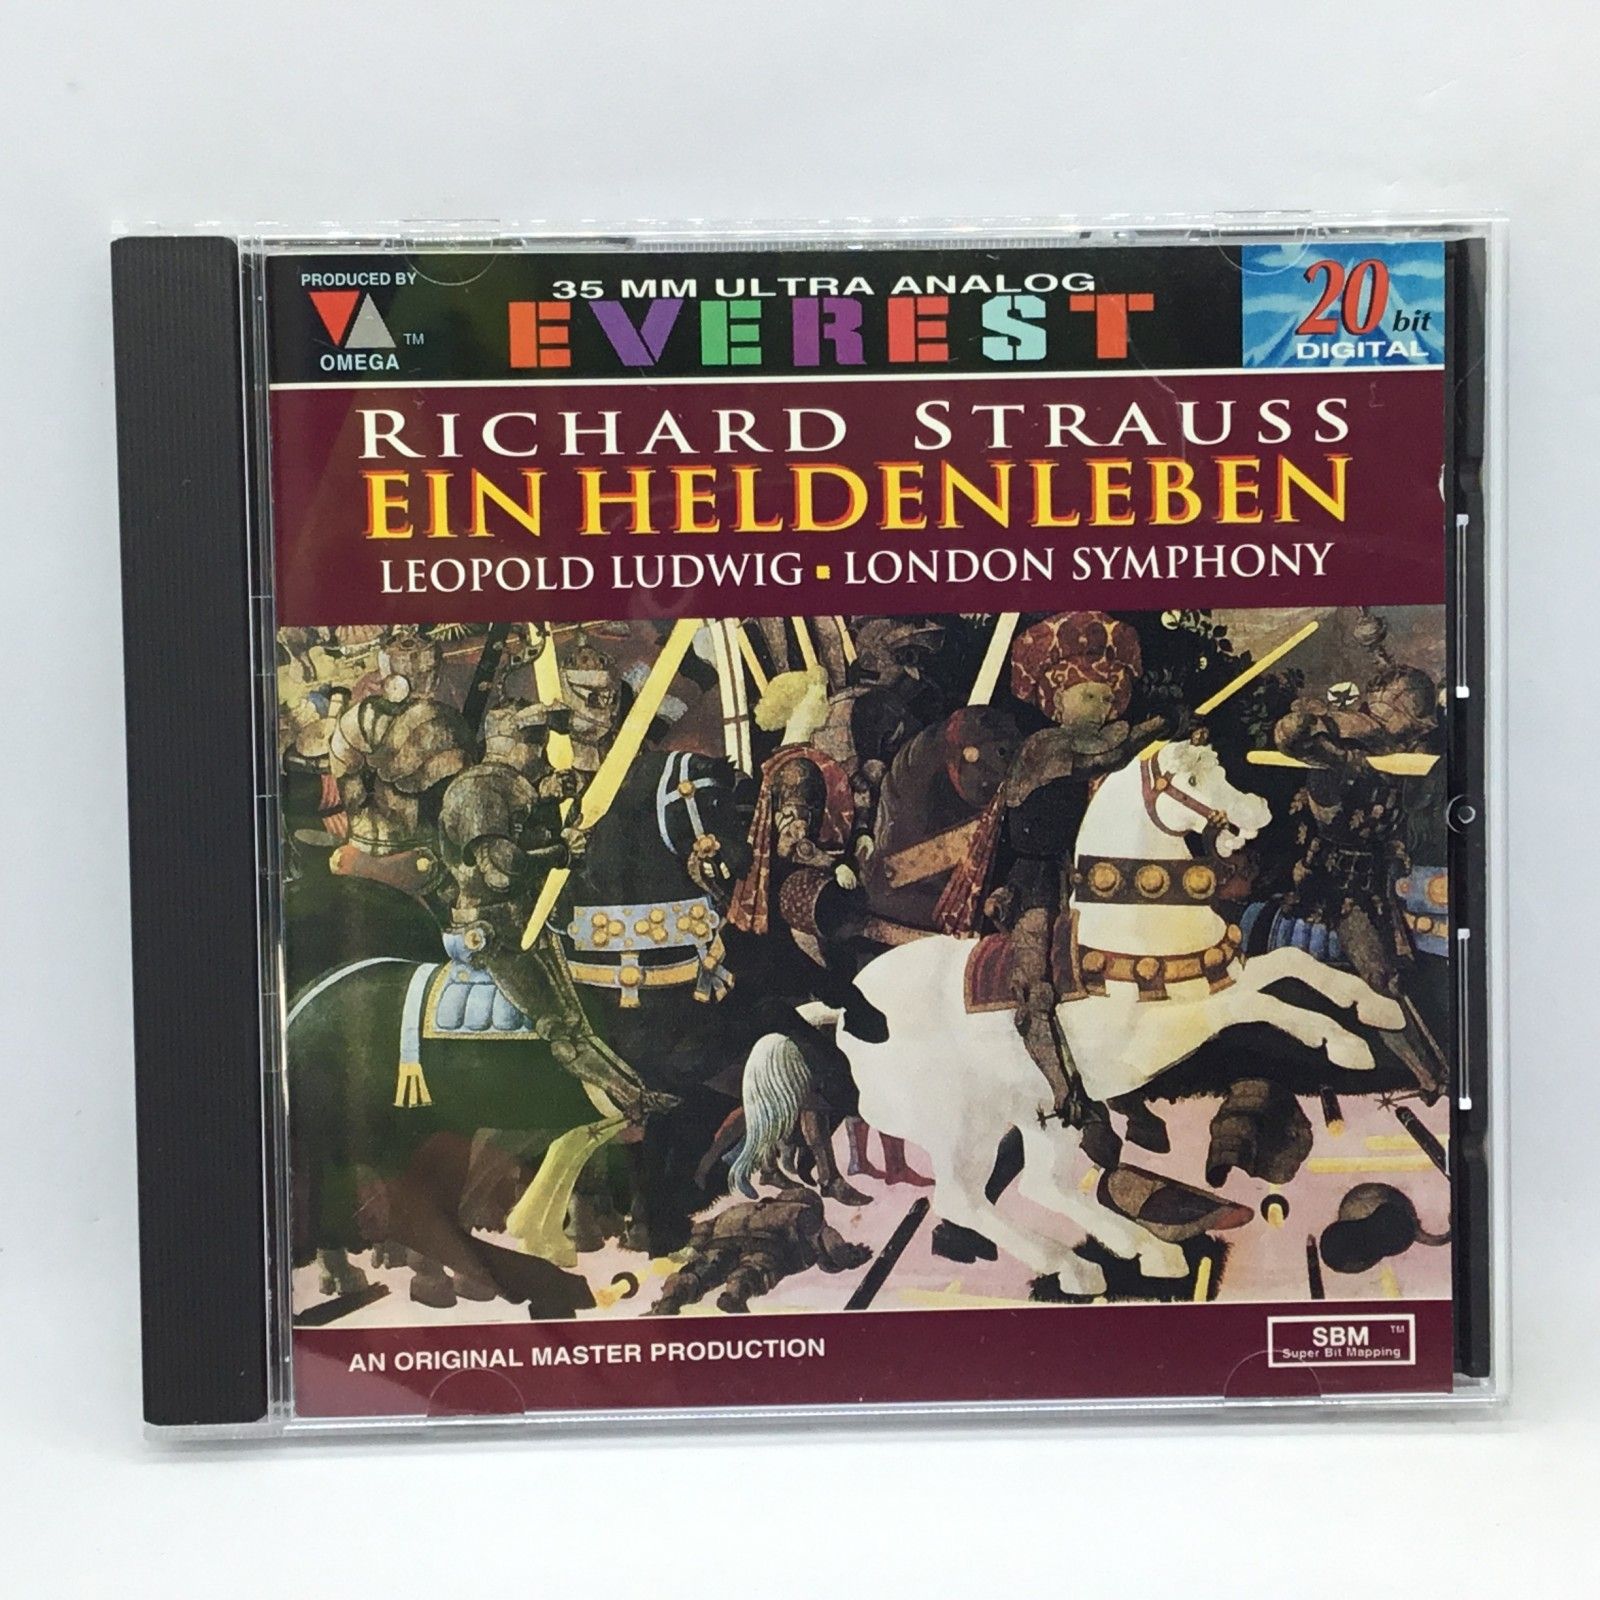 PRODUCED BY
OMEGA ™
35 MM ULTRA ANALOG
EVEREST
20 bit
DIGITAL
RICHARD STRAUSS
EIN HELDENLEBEN
LEOPOLD LUDWIG ▪ LONDON SYMPHONY
AN ORIGINAL MASTER PRODUCTION
SBM ™
Super Bit Mapping